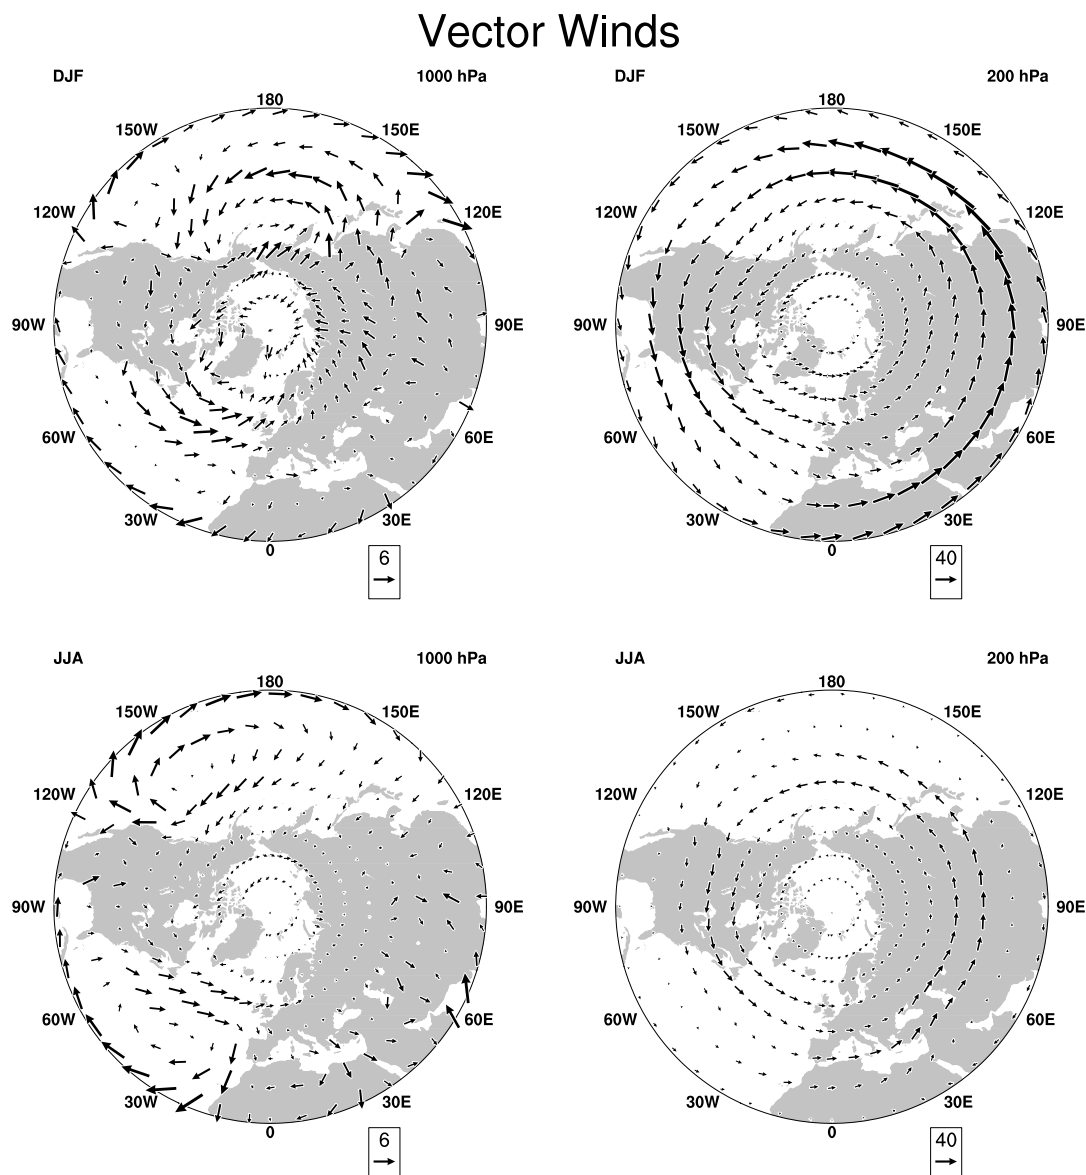 Vector Winds
DJF 1000 hPa
180
150W 150E
120W 120E
90W 90E
60W 60E
30W 30E
0
6
DJF 200 hPa
180
150W 150E
120W 120E
90W 90E
60W 60E
30W 30E
0
40
JJA 1000 hPa
180
150W 150E
120W 120E
90W 90E
60W 60E
30W 30E
0
6
JJA 200 hPa
180
150W 150E
120W 120E
90W 90E
60W 60E
30W 30E
0
40